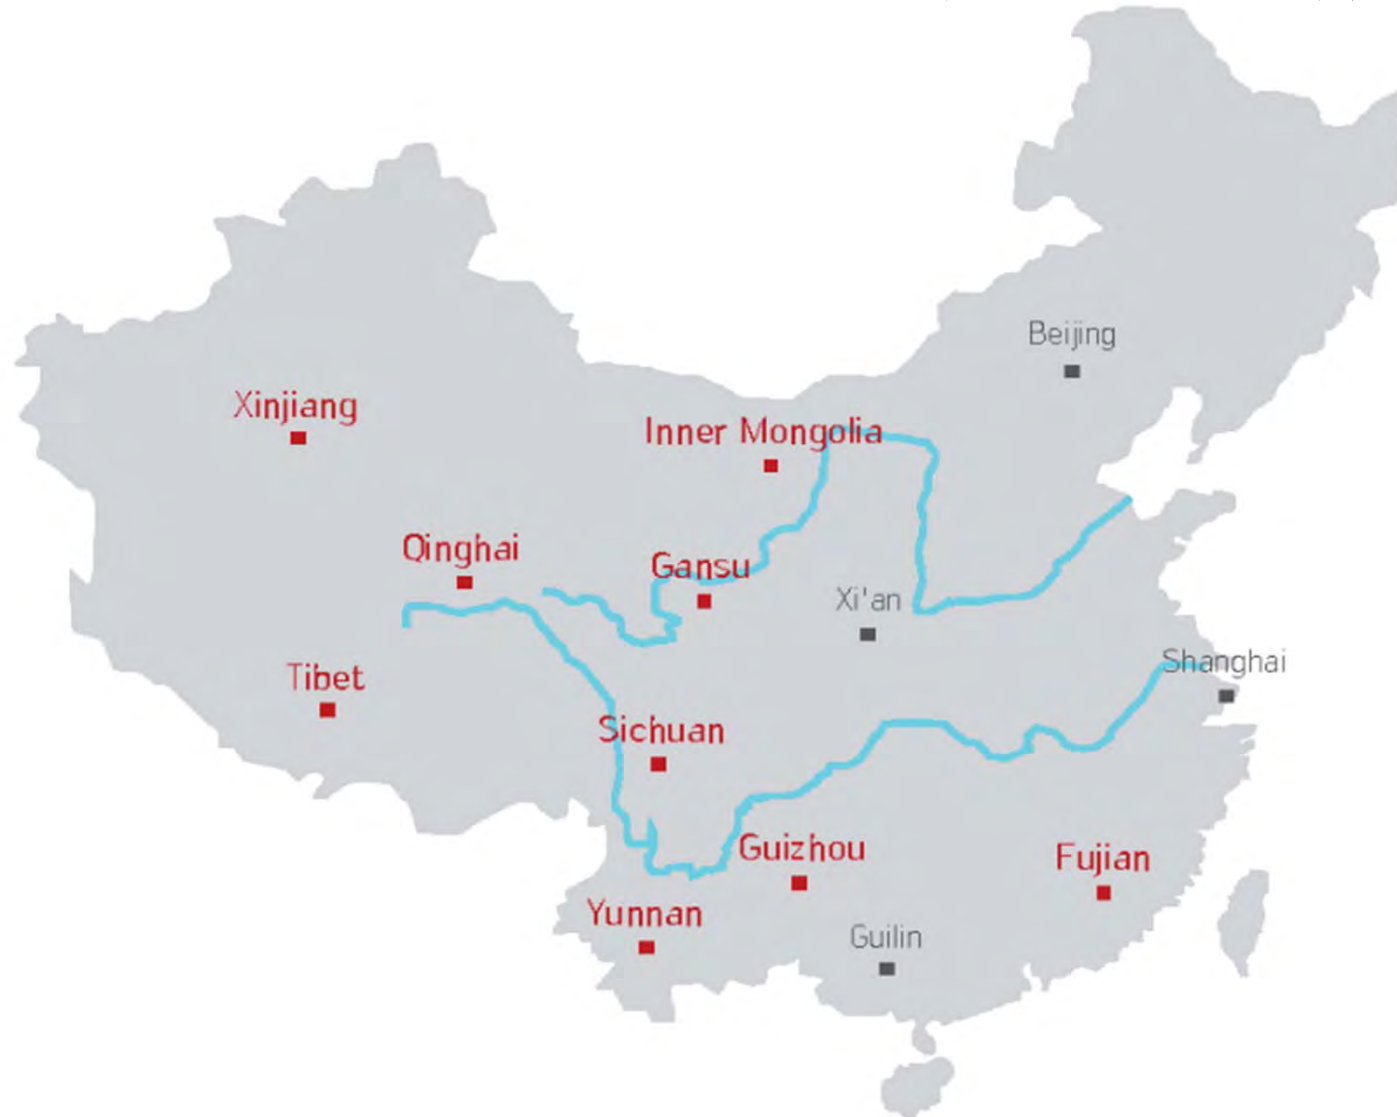 Beijing
Xinjiang
Inner Mongolia
Qinghai
Gansu
Xi'an
Shanghai
Tibet
Sichuan
Guizhou
Fujian
Yunnan
Guilin